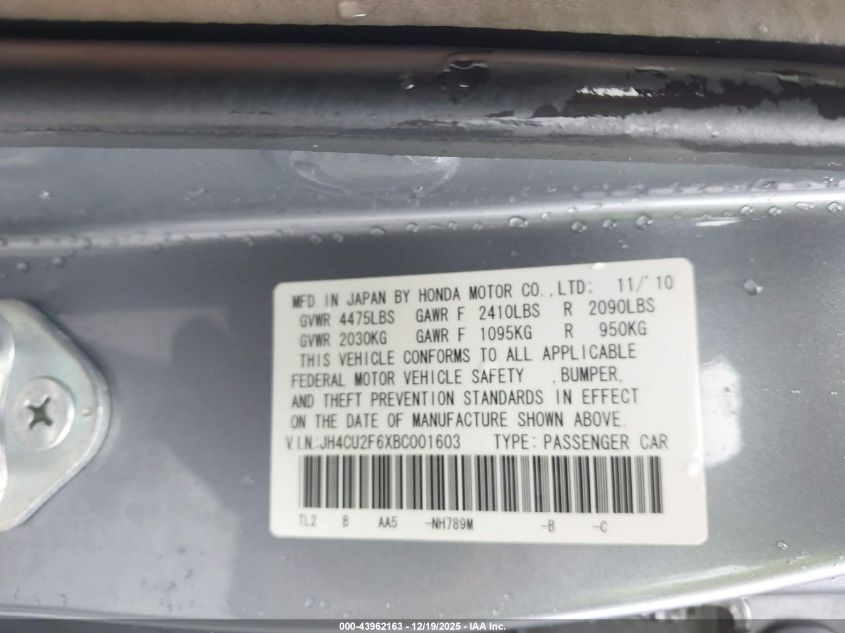 MFD. IN JAPAN BY HONDA MOTOR CO., LTD: 11/'10
GVWR 4475LBS GAWR F 2410LBS R 2090LBS
GVWR 2030KG GAWR F 1095KG R 950KG
THIS VEHICLE CONFORMS TO ALL APPLICABLE
FEDERAL MOTOR VEHICLE SAFETY , BUMPER,
AND THEFT PREVENTION STANDARDS IN EFFECT
ON THE DATE OF MANUFACTURE SHOWN ABOVE.
V.I.N:JH4CU2F6XBC001603 TYPE: PASSENGER CAR
TL2 B AA5 -NH789M -B -C
000-43962163 - 12/19/2025 - IAA Inc.